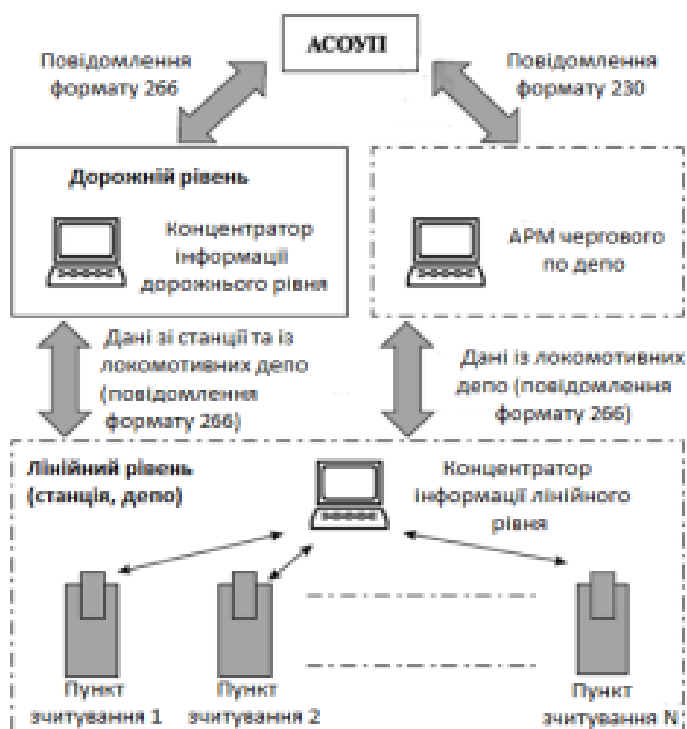 АСОУП
Повідомлення
формату 266
Повідомлення
формату 230
Дорожній рівень
Концентратор
інформації
дорожнього рівня
АРМ чергового
по депо
Дані зі станції та із
локомотивних депо
(повідомлення
формату 266)
Дані із локомотивних
депо (повідомлення
формату 266)
Лінійний рівень
(станція, депо)
Концентратор
інформації лінійного
рівня
Пункт
зчитування 1
Пункт
зчитування 2
Пункт
зчитування N